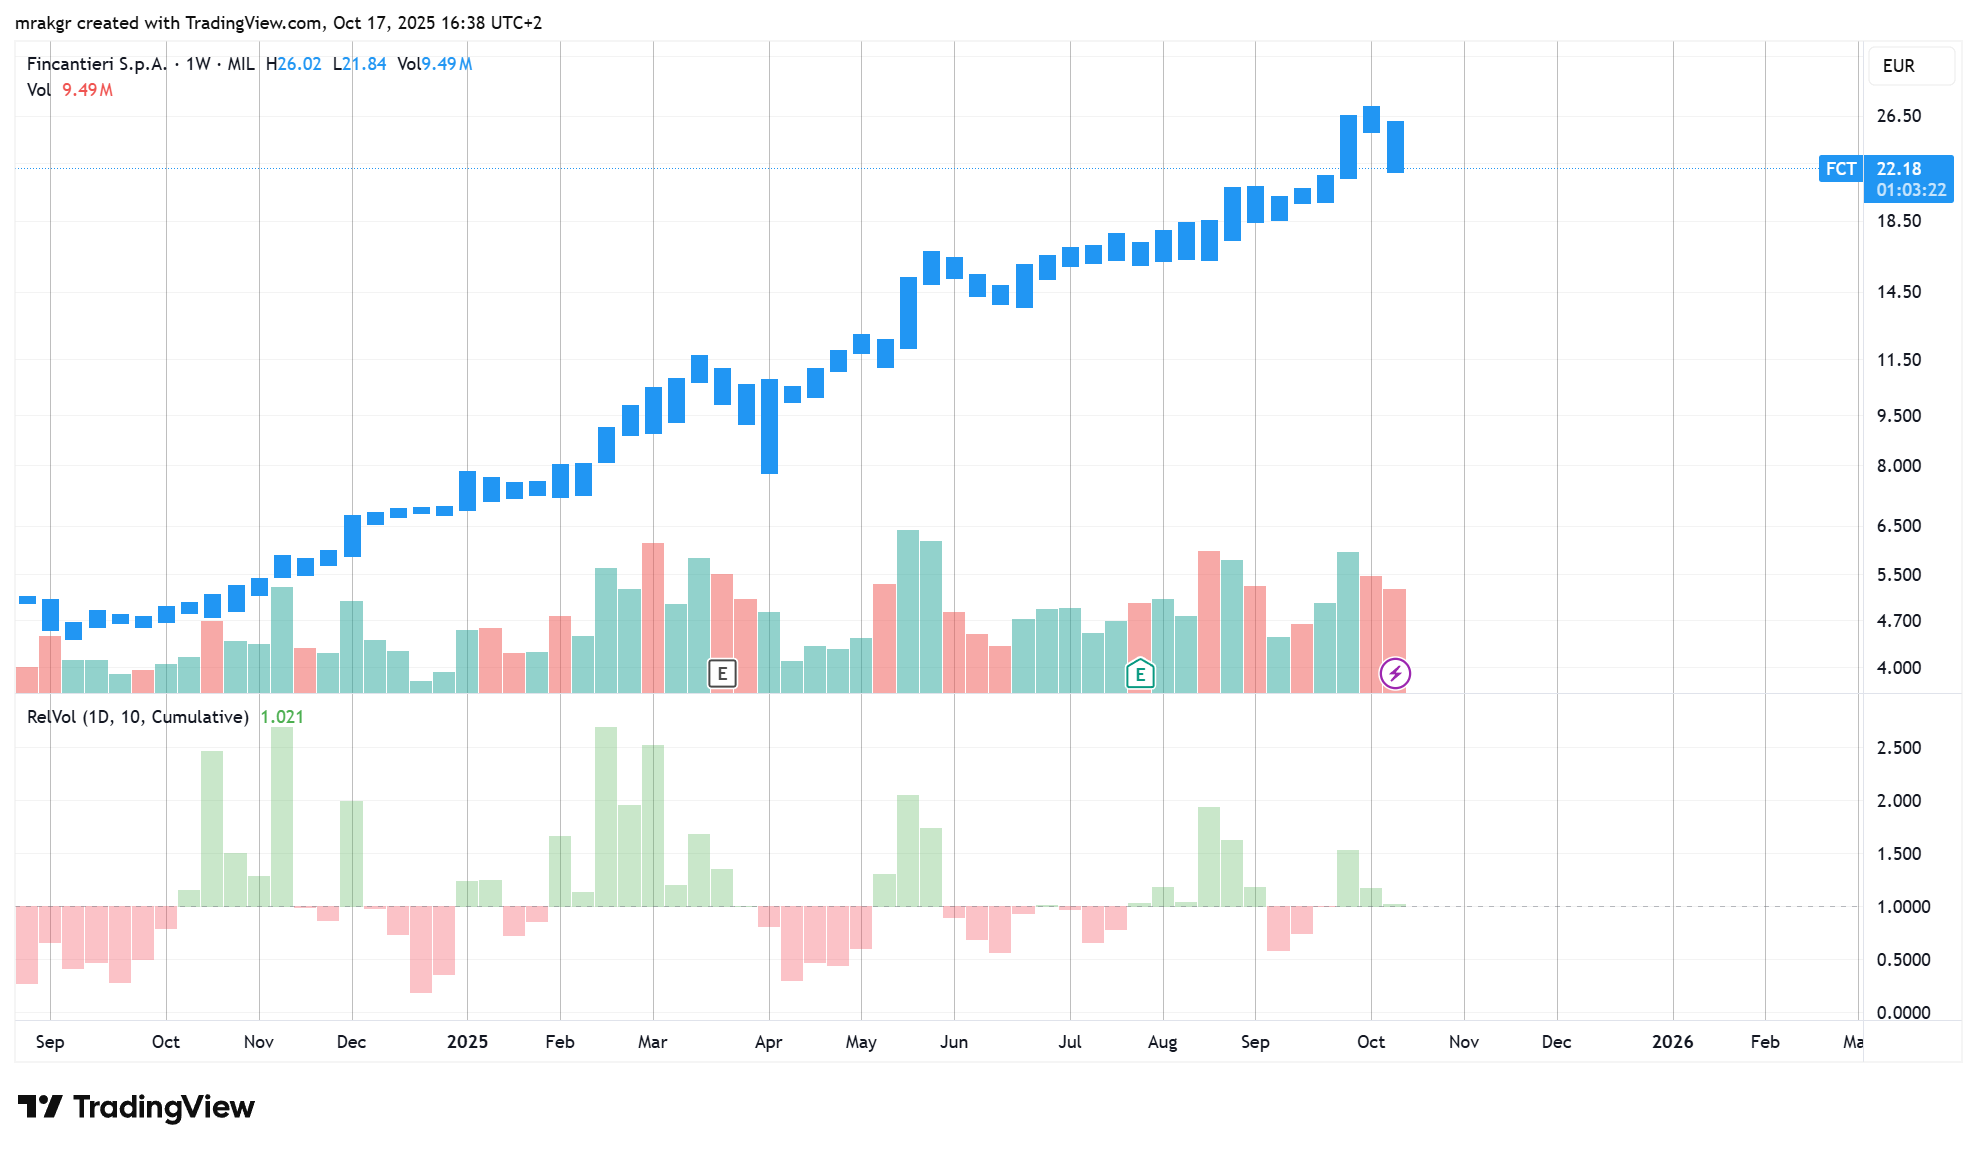 mrakgr created with TradingView.com, Oct 17, 2025 16:38 UTC+2
Fincantieri S.p.A. · 1W · MIL H26.02 L21.84 Vol9.49M
Vol 9.49M
EUR
26.50
FCT 22.18
01:03:22
18.50
14.50
11.50
9.500
8.000
6.500
5.500
4.700
4.000
E
E
RelVol (1D, 10, Cumulative) 1.021
2.500
2.000
1.500
1.0000
0.5000
0.0000
Sep Oct Nov Dec 2025 Feb Mar Apr May Jun Jul Aug Sep Oct Nov Dec 2026 Feb Ma
TradingView